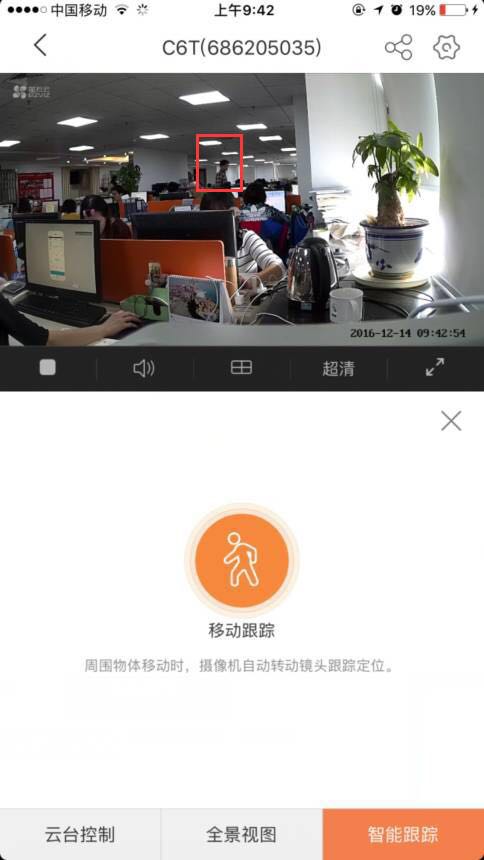 中国移动
上午9:42
19%
C6T(686205035)
萤石云
EZVIZ
2016-12-14 09:42:54
超清
移动跟踪
周围物体移动时，摄像机自动转动镜头跟踪定位。
云台控制
全景视图
智能跟踪